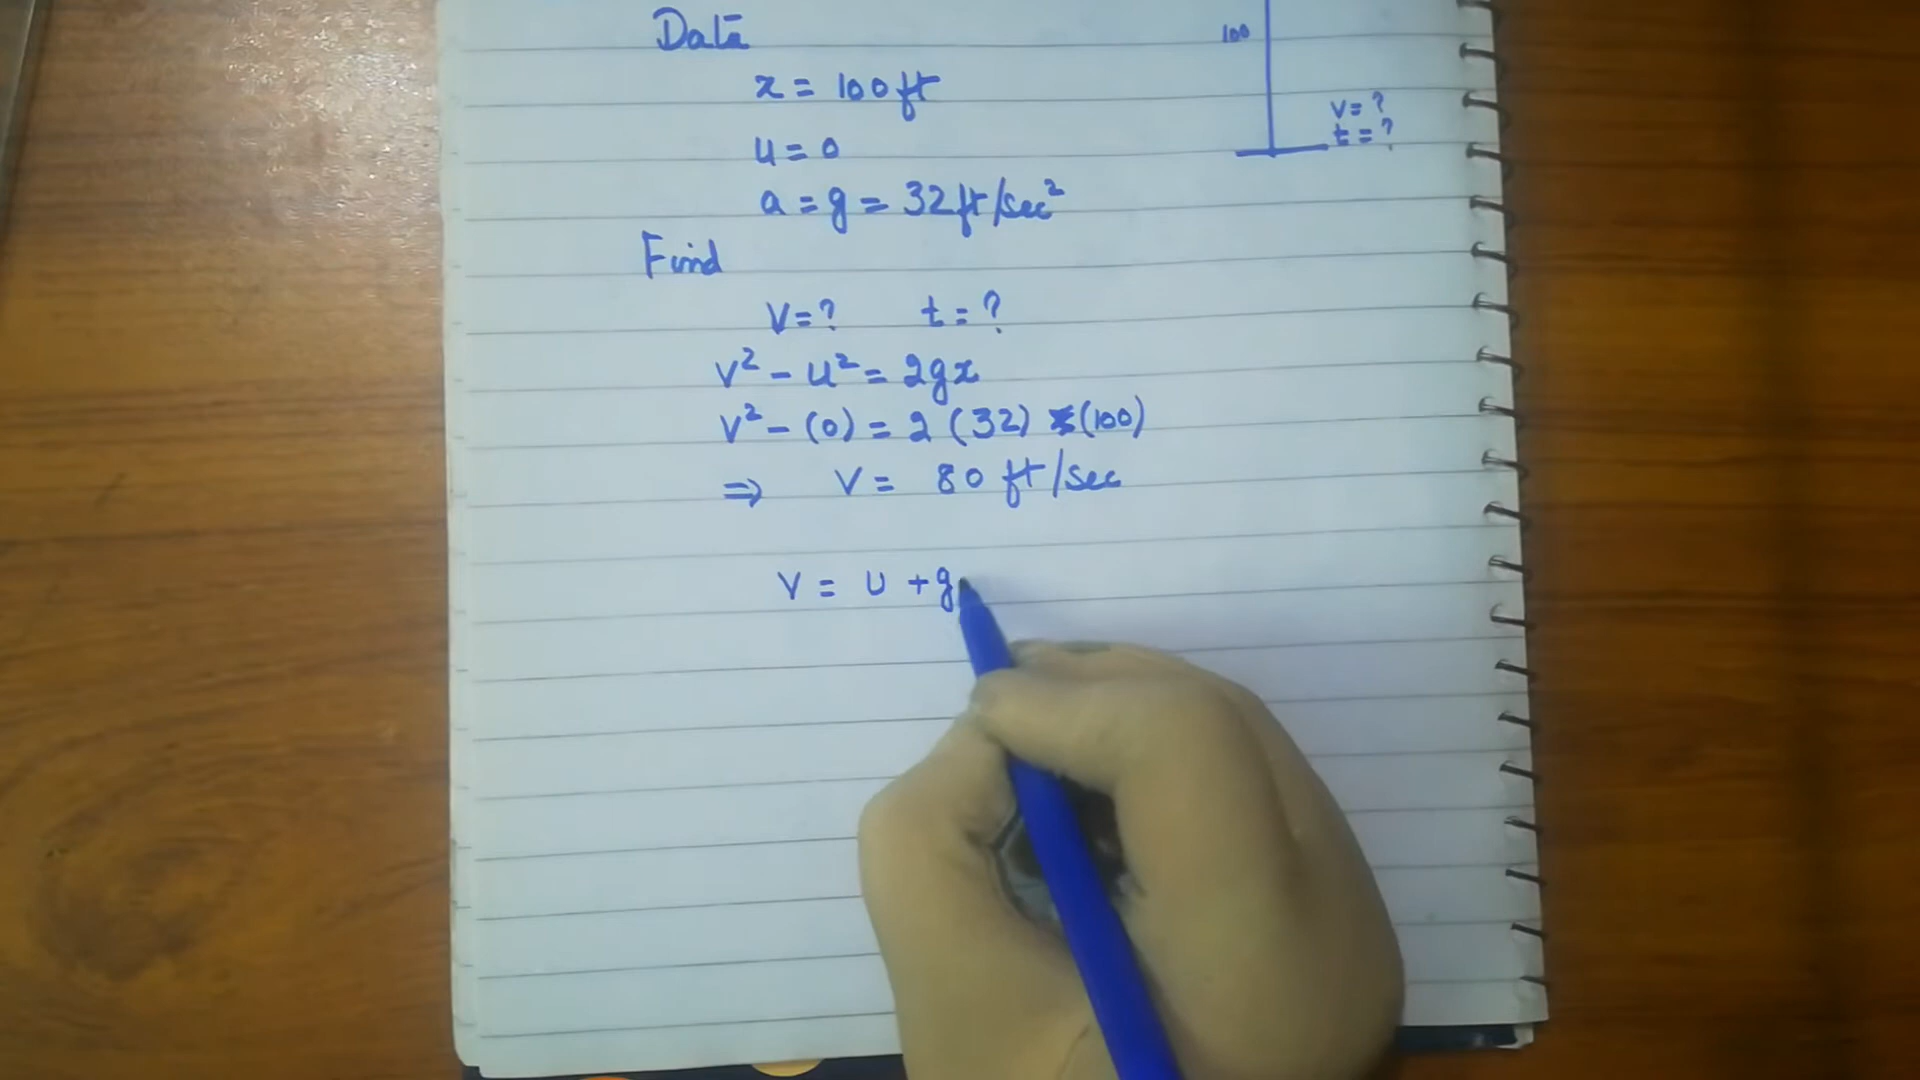 Data
100
x = 100 ft
v = ?
t = ?
u = 0
a = g = 32 ft/sec²
Find
V = ? t = ?
v² - u² = 2gx
v² - (0) = 2 (32) (100)
⇒ V = 80 ft/sec
V = U + g